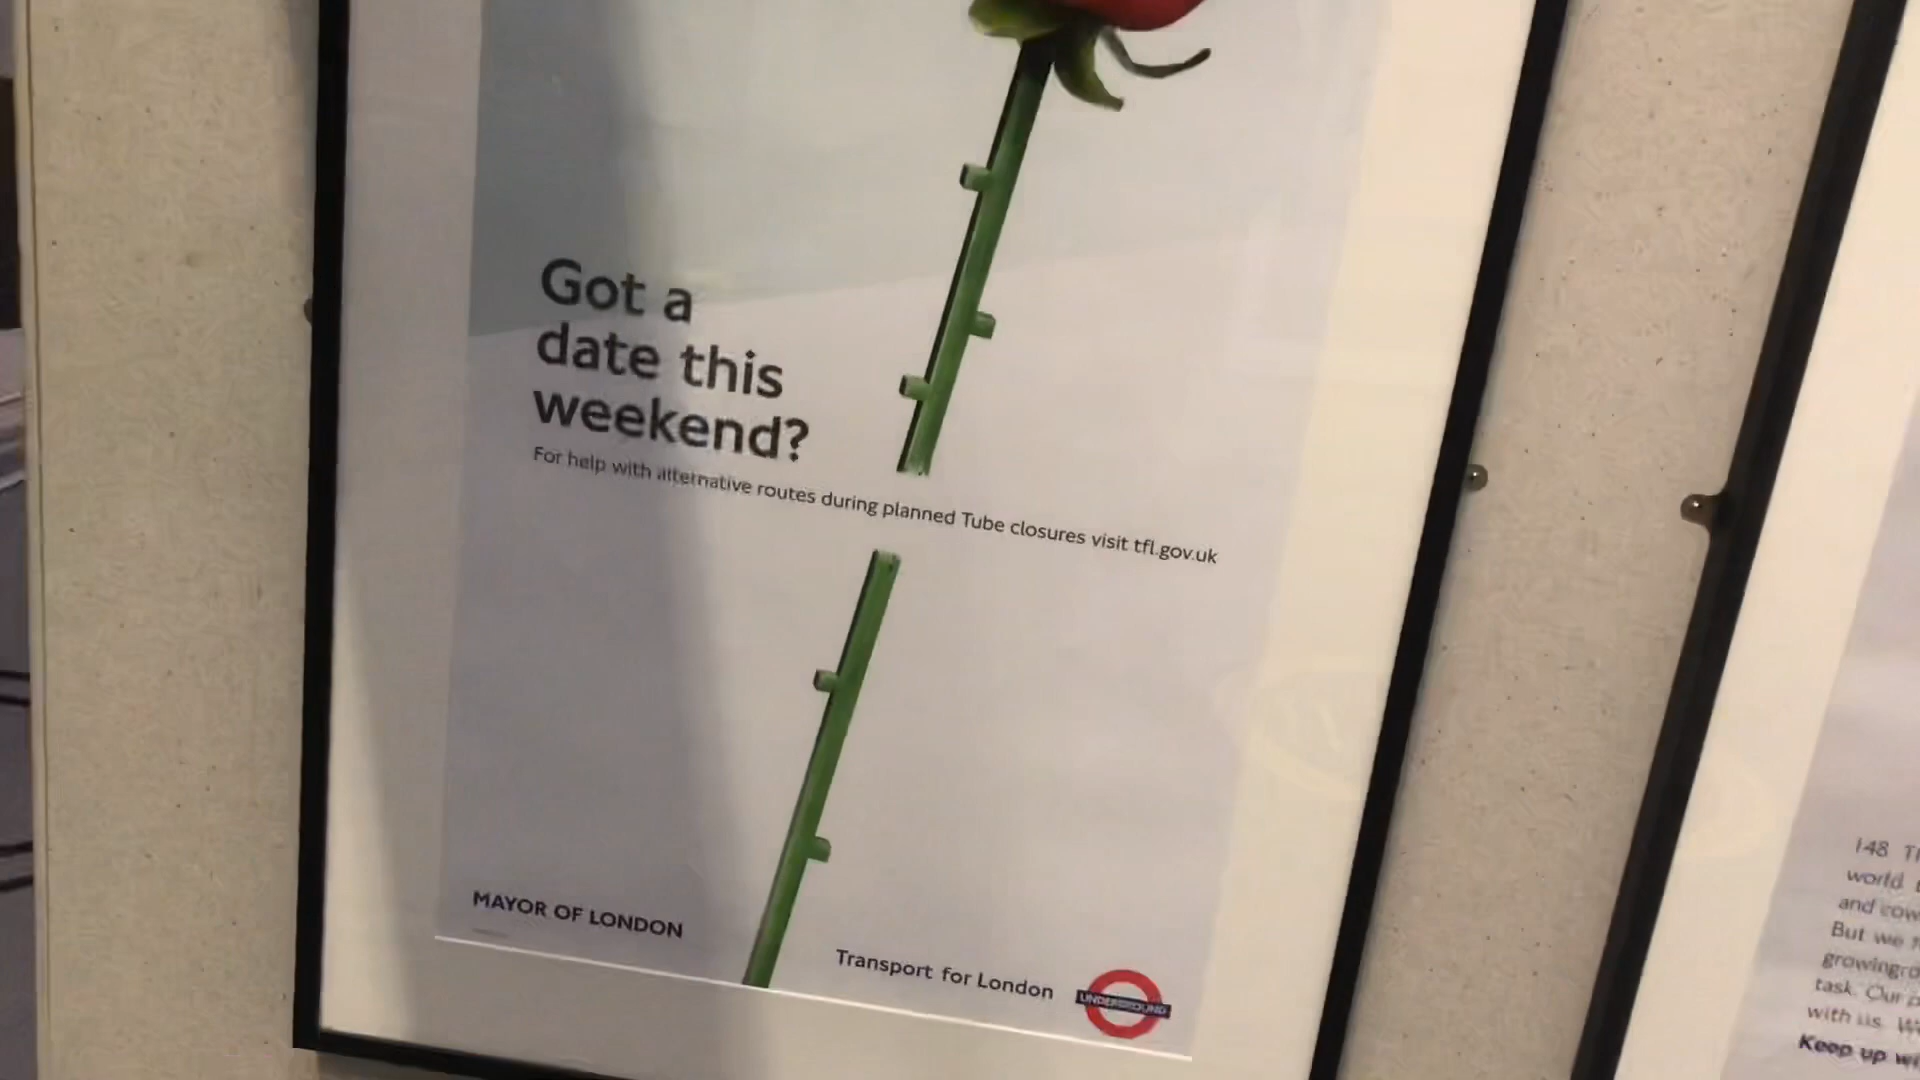 Got a
date this
weekend?
For help with alternative routes during planned Tube closures visit tfl.gov.uk
MAYOR OF LONDON
Transport for London
UNDERGROUND
148
world
and
But we
task. Our
with us.
Keep up